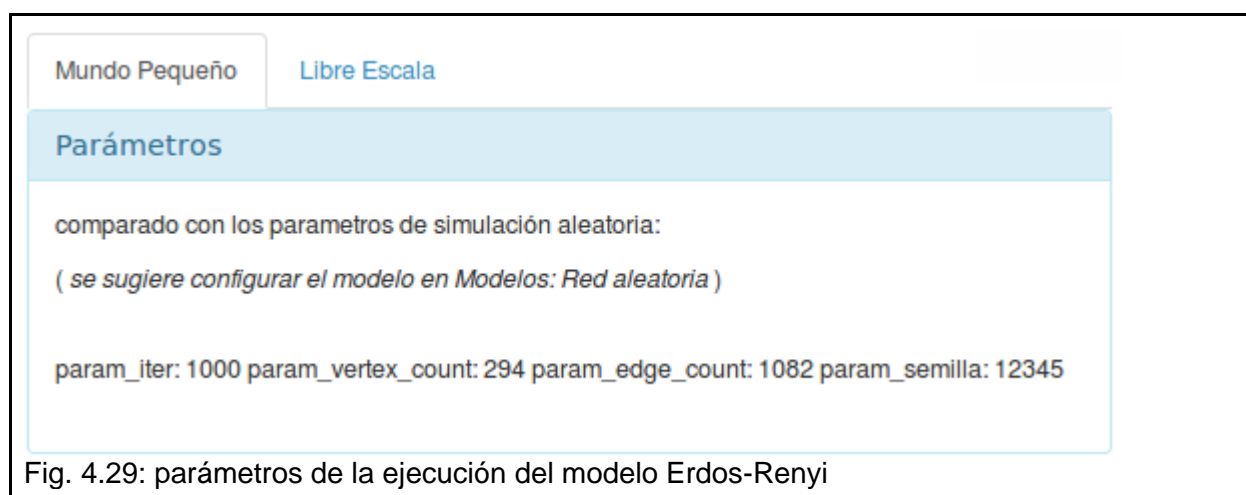 Mundo Pequeño Libre Escala
Parámetros
comparado con los parametros de simulación aleatoria:
( se sugiere configurar el modelo en Modelos: Red aleatoria )
param_iter: 1000 param_vertex_count: 294 param_edge_count: 1082 param_semilla: 12345
Fig. 4.29: parámetros de la ejecución del modelo Erdos-Renyi